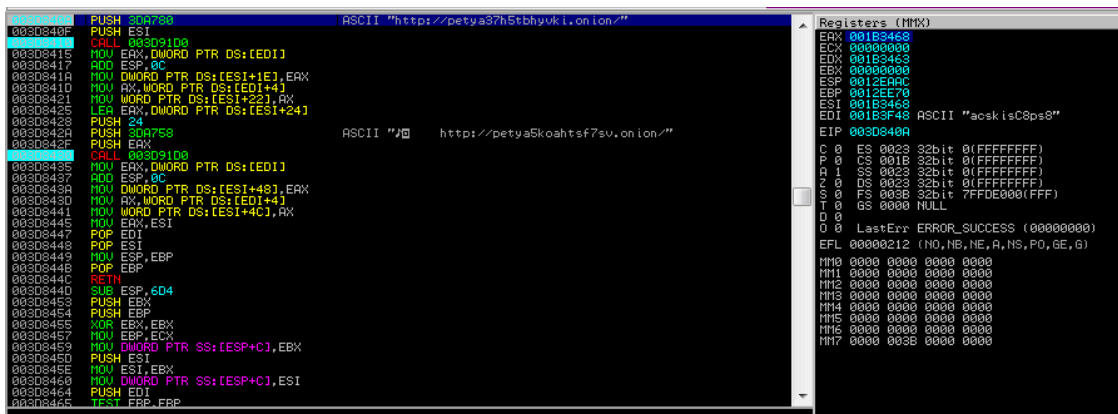 003D840A PUSH 3DA780 ASCII "http://petya37h5tbhyvki.onion/"
003D840F PUSH ESI
003D8410 CALL 003D91D0
003D8415 MOV EAX,DWORD PTR DS:[EDI]
003D8417 ADD ESP,0C
003D841A MOV DWORD PTR DS:[ESI+1E],EAX
003D841D MOV AX,WORD PTR DS:[EDI+4]
003D8421 MOV WORD PTR DS:[ESI+22],AX
003D8425 LEA EAX,DWORD PTR DS:[ESI+24]
003D8428 PUSH 24
003D842A PUSH 3DA758 ASCII "♪◙ http://petya5koahtsf7sv.onion/"
003D842F PUSH EAX
003D8430 CALL 003D91D0
003D8435 MOV EAX,DWORD PTR DS:[EDI]
003D8437 ADD ESP,0C
003D843A MOV DWORD PTR DS:[ESI+48],EAX
003D843D MOV AX,WORD PTR DS:[EDI+4]
003D8441 MOV WORD PTR DS:[ESI+4C],AX
003D8445 MOV EAX,ESI
003D8447 POP EDI
003D8448 POP ESI
003D8449 MOV ESP,EBP
003D844B POP EBP
003D844C RETN
003D844D SUB ESP,6D4
003D8453 PUSH EBX
003D8454 PUSH EBP
003D8455 XOR EBX,EBX
003D8457 MOV EBP,ECX
003D8459 MOV DWORD PTR SS:[ESP+C],EBX
003D845D PUSH ESI
003D845E MOV ESI,EBX
003D8460 MOV DWORD PTR SS:[ESP+C],ESI
003D8464 PUSH EDI
003D8465 TEST EBP,EBP
Registers (MMX)
EAX 001B3468
ECX 00000000
EDX 001B3463
EBX 00000000
ESP 0012EAAC
EBP 0012EE70
ESI 001B3468
EDI 001B3F48 ASCII "acskisC8ps8"
EIP 003D840A
C 0 ES 0023 32bit 0(FFFFFFFF)
P 0 CS 001B 32bit 0(FFFFFFFF)
A 1 SS 0023 32bit 0(FFFFFFFF)
Z 0 DS 0023 32bit 0(FFFFFFFF)
S 0 FS 003B 32bit 7FFDE000(FFF)
T 0 GS 0000 NULL
D 0
O 0 LastErr ERROR_SUCCESS (00000000)
EFL 00000212 (NO,NB,NE,A,NS,PO,GE,G)
MM0 0000 0000 0000 0000
MM1 0000 0000 0000 0000
MM2 0000 0000 0000 0000
MM3 0000 0000 0000 0000
MM4 0000 0000 0000 0000
MM5 0000 0000 0000 0000
MM6 0000 0000 0000 0000
MM7 0000 003B 0000 0000